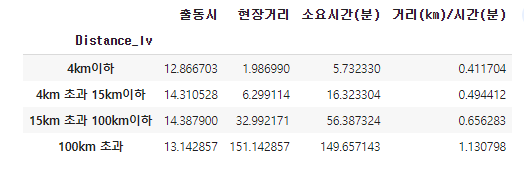 출동시 현장거리 소요시간(분) 거리(km)/시간(분)
Distance_lv
4km이하 12.866703 1.986990 5.732330 0.411704
4km 초과 15km이하 14.310528 6.299114 16.323304 0.494412
15km 초과 100km이하 14.387900 32.992171 56.387324 0.656283
100km 초과 13.142857 151.142857 149.657143 1.130798